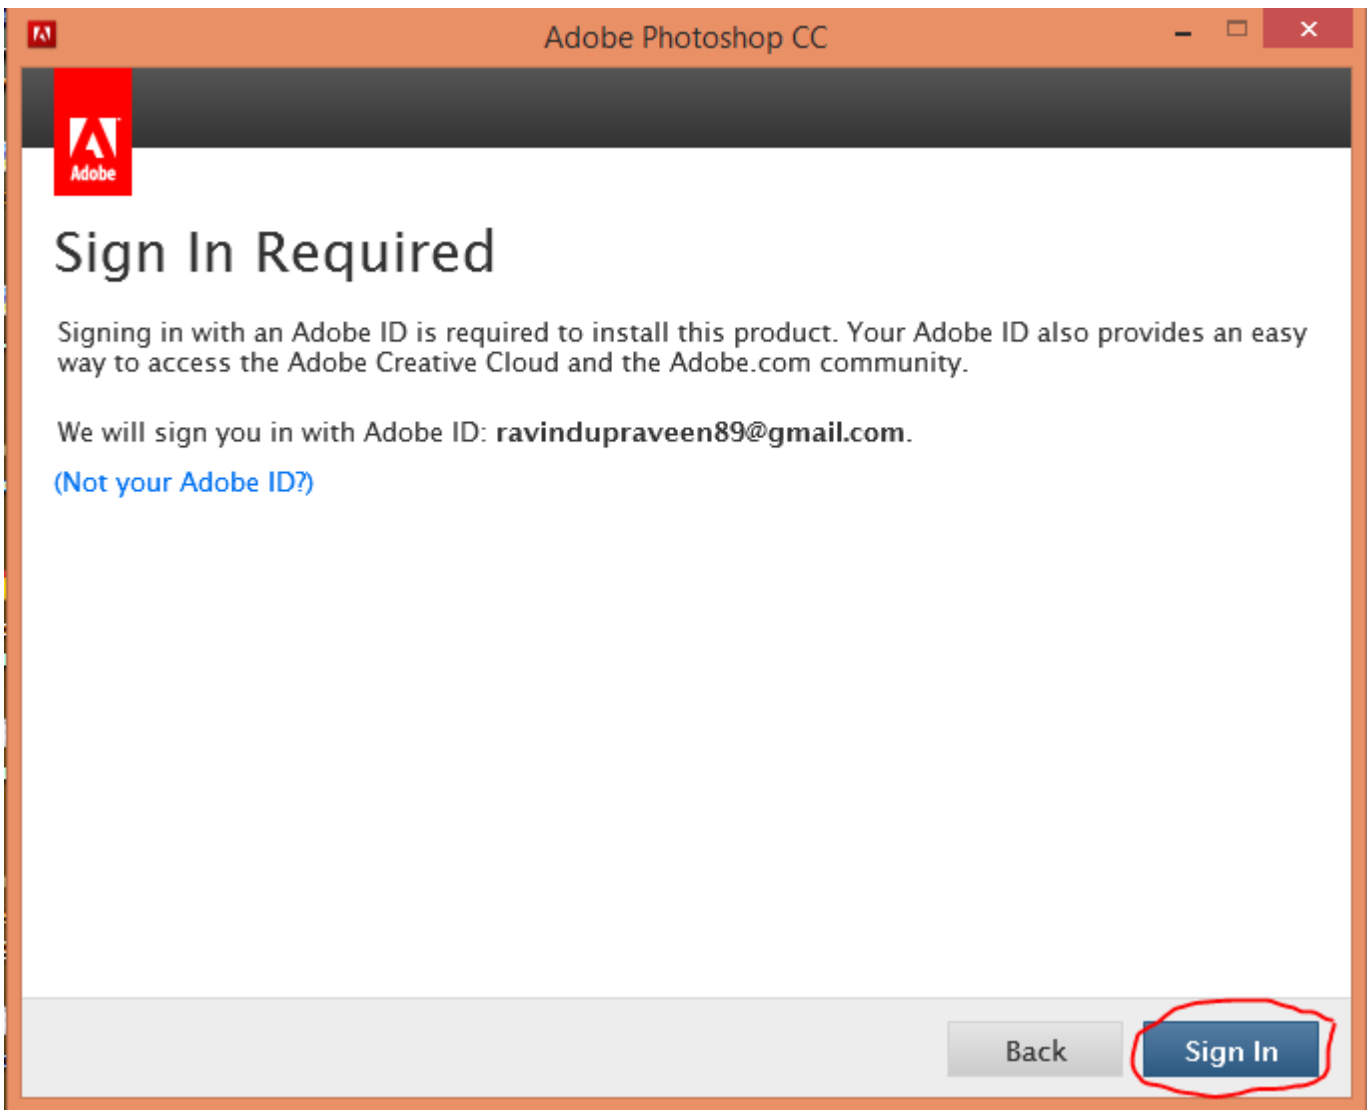 Adobe Photoshop CC
Adobe
Sign In Required
Signing in with an Adobe ID is required to install this product. Your Adobe ID also provides an easy
way to access the Adobe Creative Cloud and the Adobe.com community.
We will sign you in with Adobe ID: ravindupraveen89@gmail.com.
(Not your Adobe ID?)
Back
Sign In